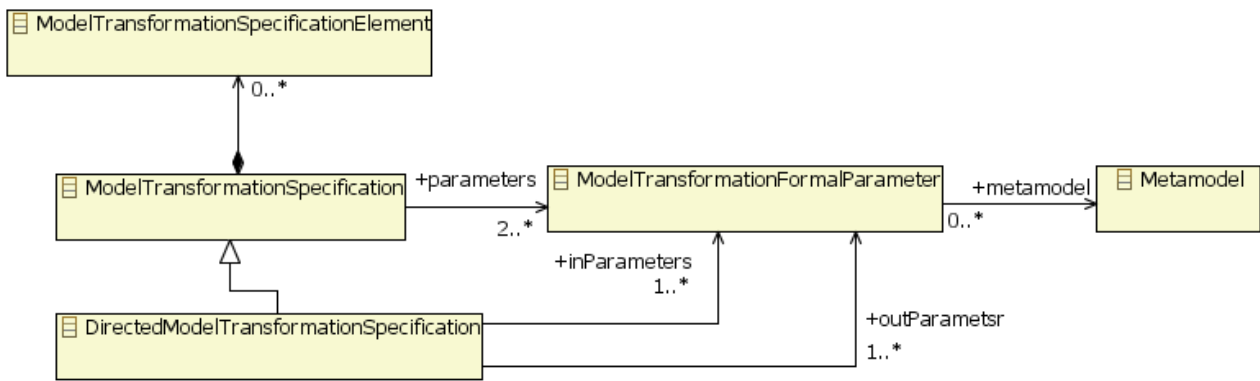 ModelTransformationSpecificationElement
0..*
ModelTransformationSpecification
+parameters
2..*
ModelTransformationFormalParameter
+metamodel
0..*
Metamodel
+inParameters
1..*
DirectedModelTransformationSpecification
+outParametsr
1..*